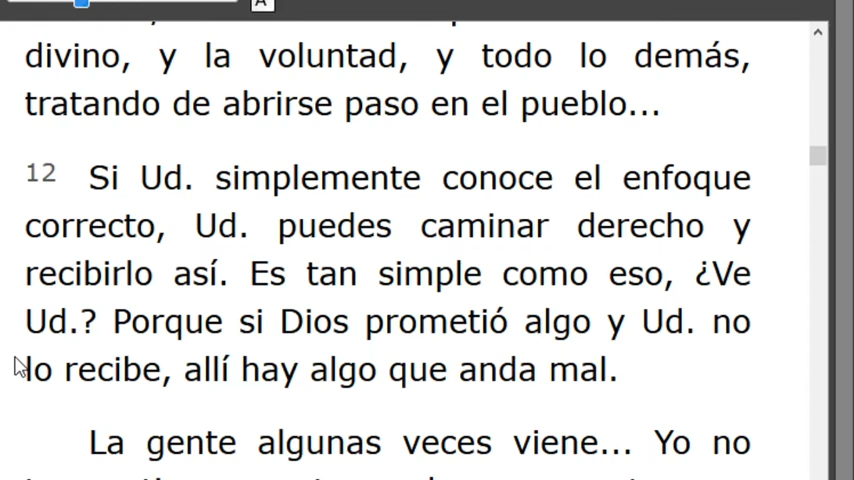 divino, y la voluntad, y todo lo demás,
tratando de abrirse paso en el pueblo...
12 Si Ud. simplemente conoce el enfoque
correcto, Ud. puedes caminar derecho y
recibirlo así. Es tan simple como eso, ¿Ve
Ud.? Porque si Dios prometió algo y Ud. no
lo recibe, allí hay algo que anda mal.
La gente algunas veces viene... Yo no